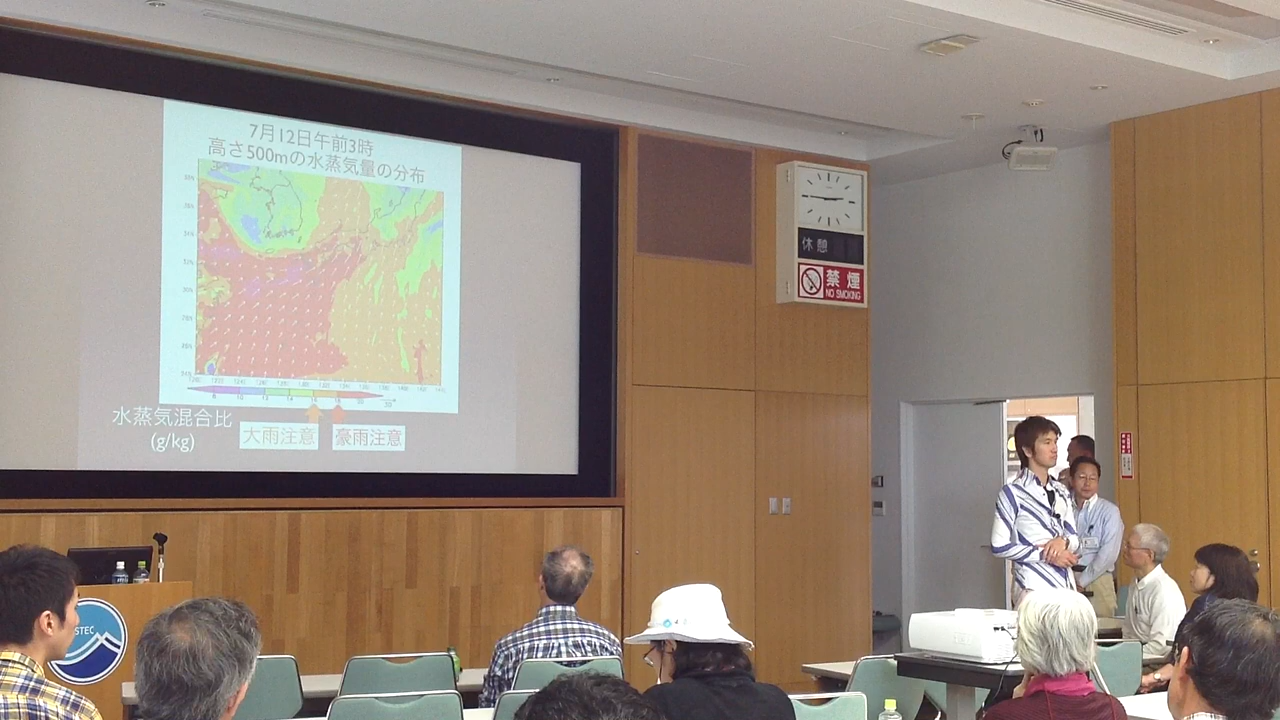 7月12日午前3時
高さ500mの水蒸気量の分布
水蒸気混合比
(g/kg)
大雨注意
豪雨注意
休憩
禁煙
NO SMOKING
STEC